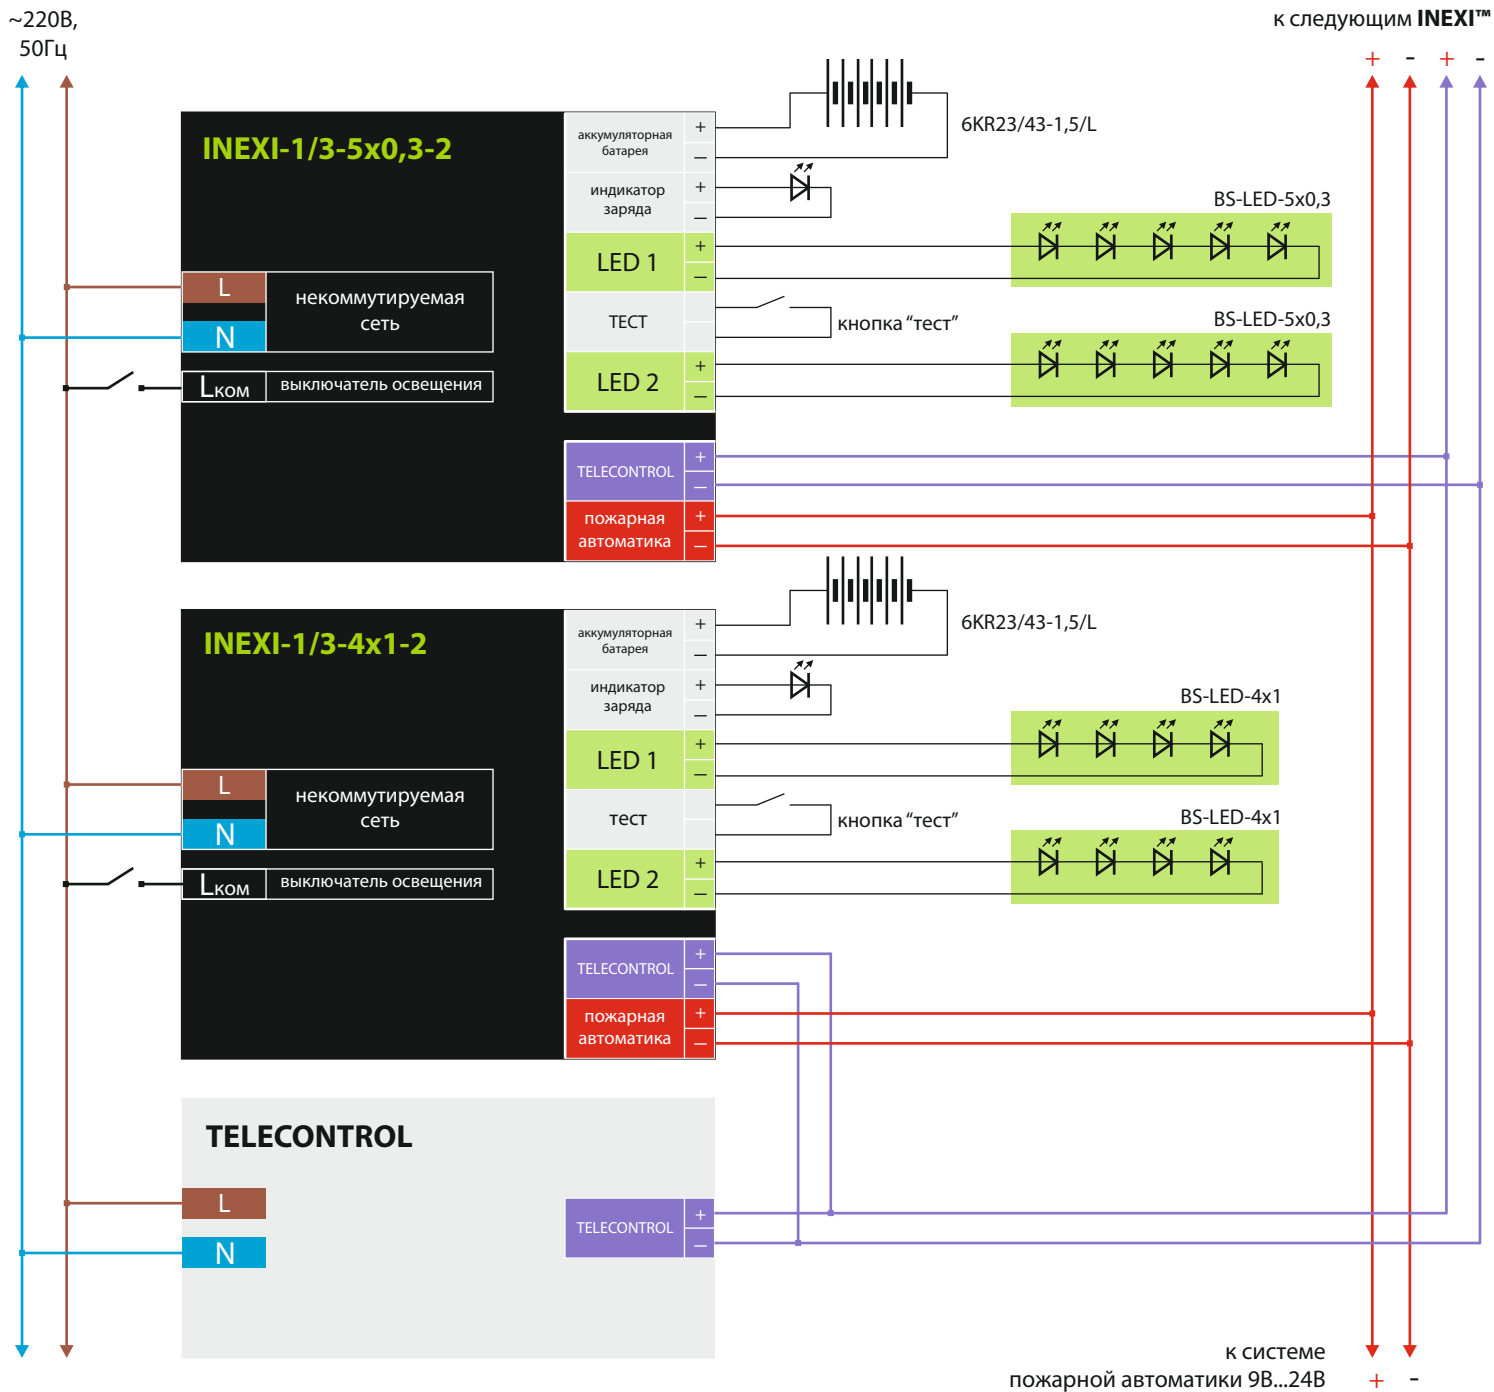 ~220В,
50Гц
к следующим INEXI™
+ - + -
INEXI-1/3-5x0,3-2
аккумуляторная
батарея
+
–
6KR23/43-1,5/L
индикатор
заряда
+
–
BS-LED-5x0,3
LED 1
+
–
L
N
некоммутируемая
сеть
ТЕСТ
кнопка “тест”
BS-LED-5x0,3
LED 2
+
–
Lком
выключатель освещения
TELECONTROL
+
–
пожарная
автоматика
+
–
INEXI-1/3-4x1-2
аккумуляторная
батарея
+
–
6KR23/43-1,5/L
индикатор
заряда
+
–
BS-LED-4x1
LED 1
+
–
L
N
некоммутируемая
сеть
тест
кнопка “тест”
BS-LED-4x1
LED 2
+
–
Lком
выключатель освещения
TELECONTROL
+
–
пожарная
автоматика
+
–
TELECONTROL
L
N
TELECONTROL
+
–
к системе
пожарной автоматики 9В...24В
+ -